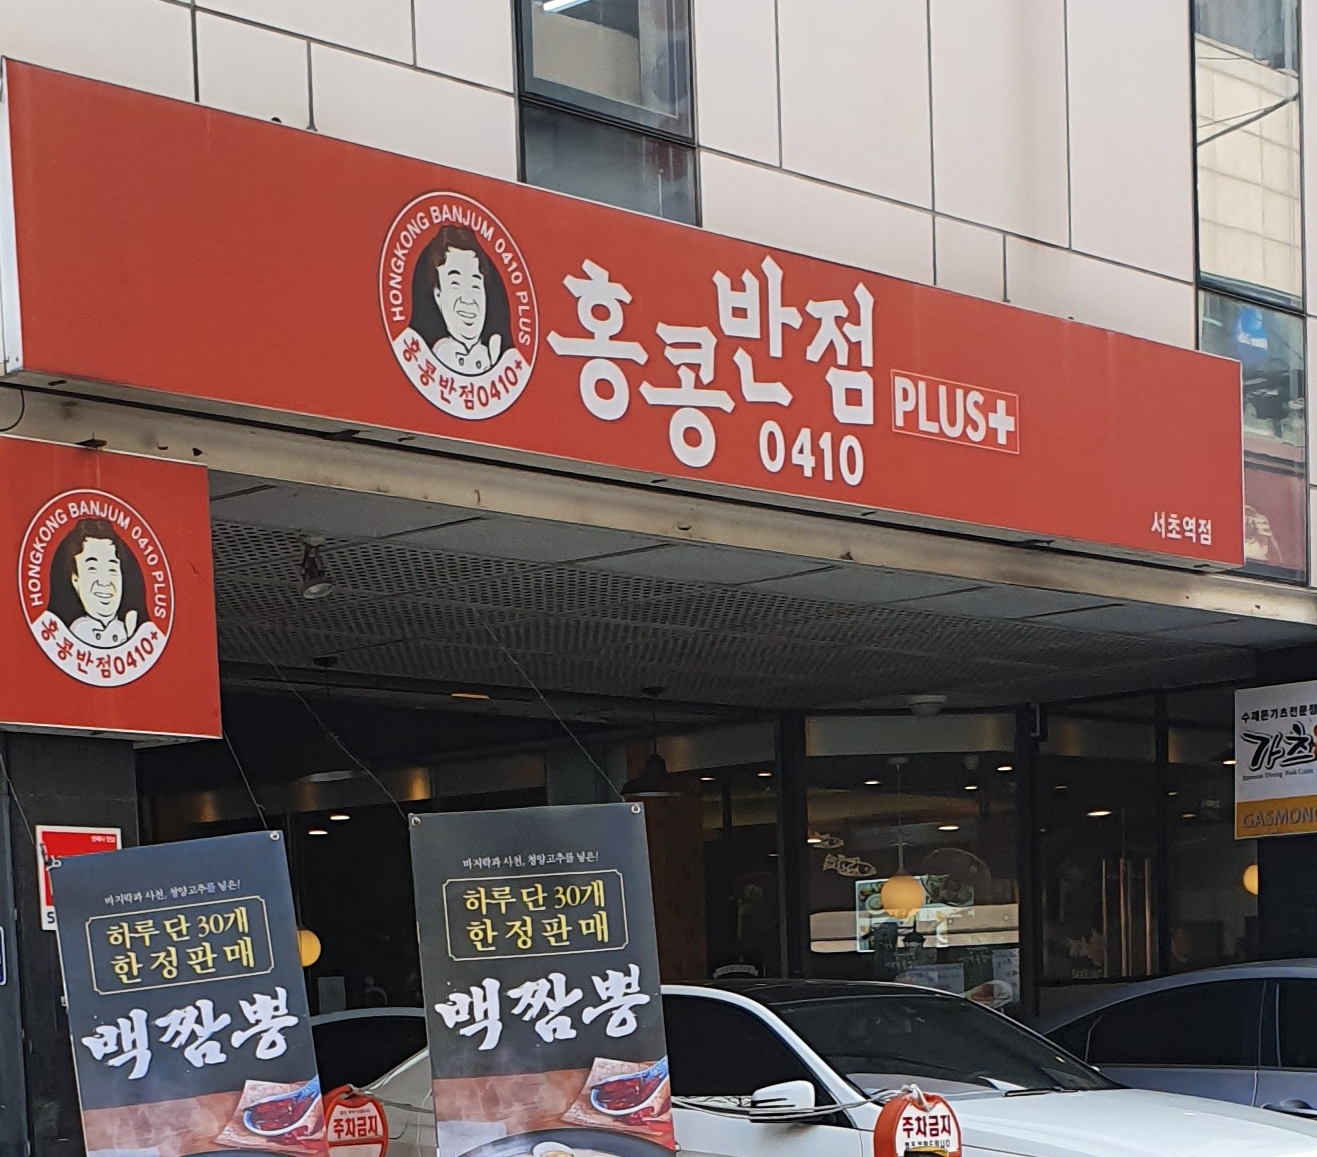 HONGKONG BANJUM 0410 PLUS
홍콩반점0410+
홍콩반점
0410
PLUS+
서초역점
HONGKONG BANJUM 0410 PLUS
홍콩반점0410+
수제돈가츠전문점
가츠
GASMONG
바지락과 사천, 청양고추를 넣은!
하루 단 30개
한정판매
맥짬뽕
바지락과 사천, 청양고추를 넣은!
하루 단 30개
한정판매
맥짬뽕
주차금지
주차금지